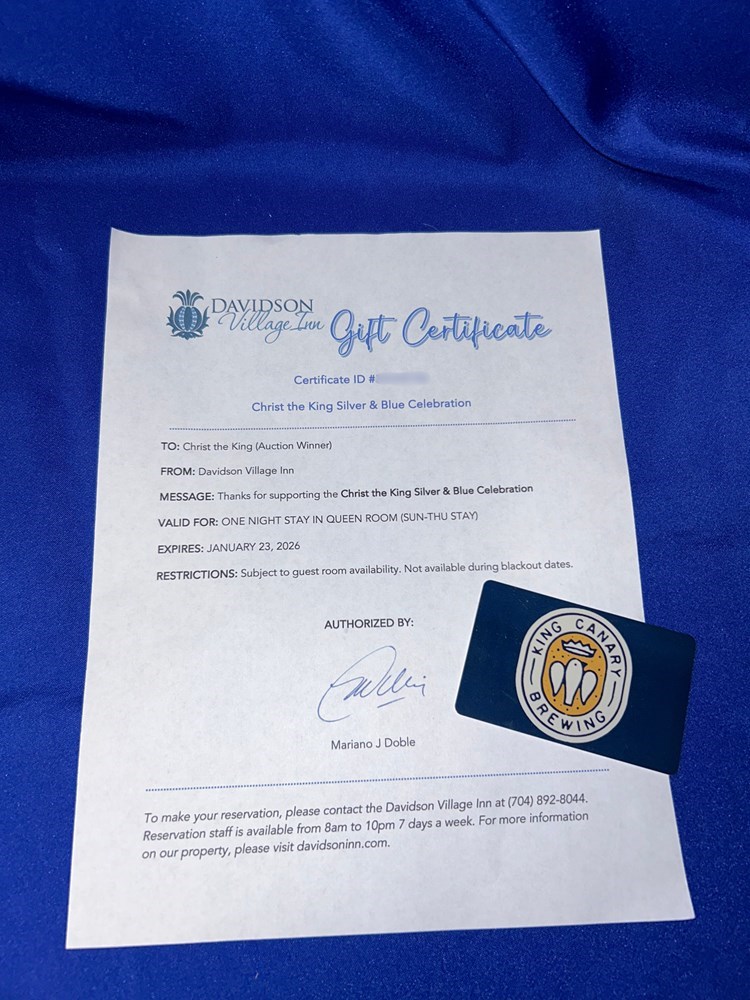 DAVIDSON
Village Inn
Gift Certificate
Certificate ID #
Christ the King Silver & Blue Celebration
TO: Christ the King (Auction Winner)
FROM: Davidson Village Inn
MESSAGE: Thanks for supporting the Christ the King Silver & Blue Celebration
VALID FOR: ONE NIGHT STAY IN QUEEN ROOM (SUN-THU STAY)
EXPIRES: JANUARY 23, 2026
RESTRICTIONS: Subject to guest room availability. Not available during blackout dates.
AUTHORIZED BY:
Mariano J Doble
KING CANARY
BREWING
To make your reservation, please contact the Davidson Village Inn at (704) 892-8044.
Reservation staff is available from 8am to 10pm 7 days a week. For more information
on our property, please visit davidsoninn.com.